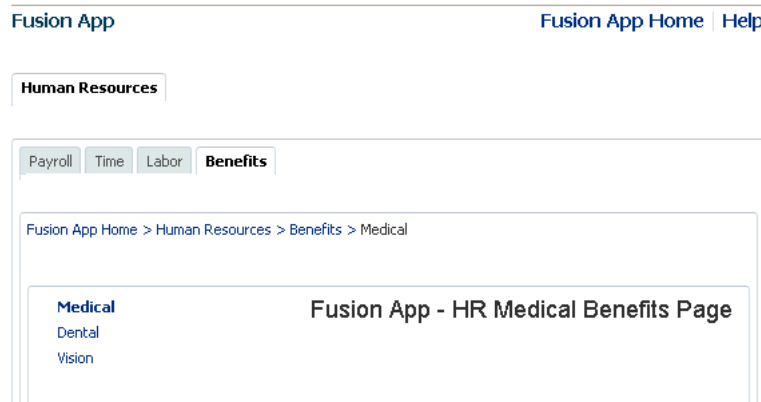 Fusion App Fusion App Home Help
Human Resources
Payroll Time Labor Benefits
Fusion App Home > Human Resources > Benefits > Medical
Medical Fusion App - HR Medical Benefits Page
Dental
Vision